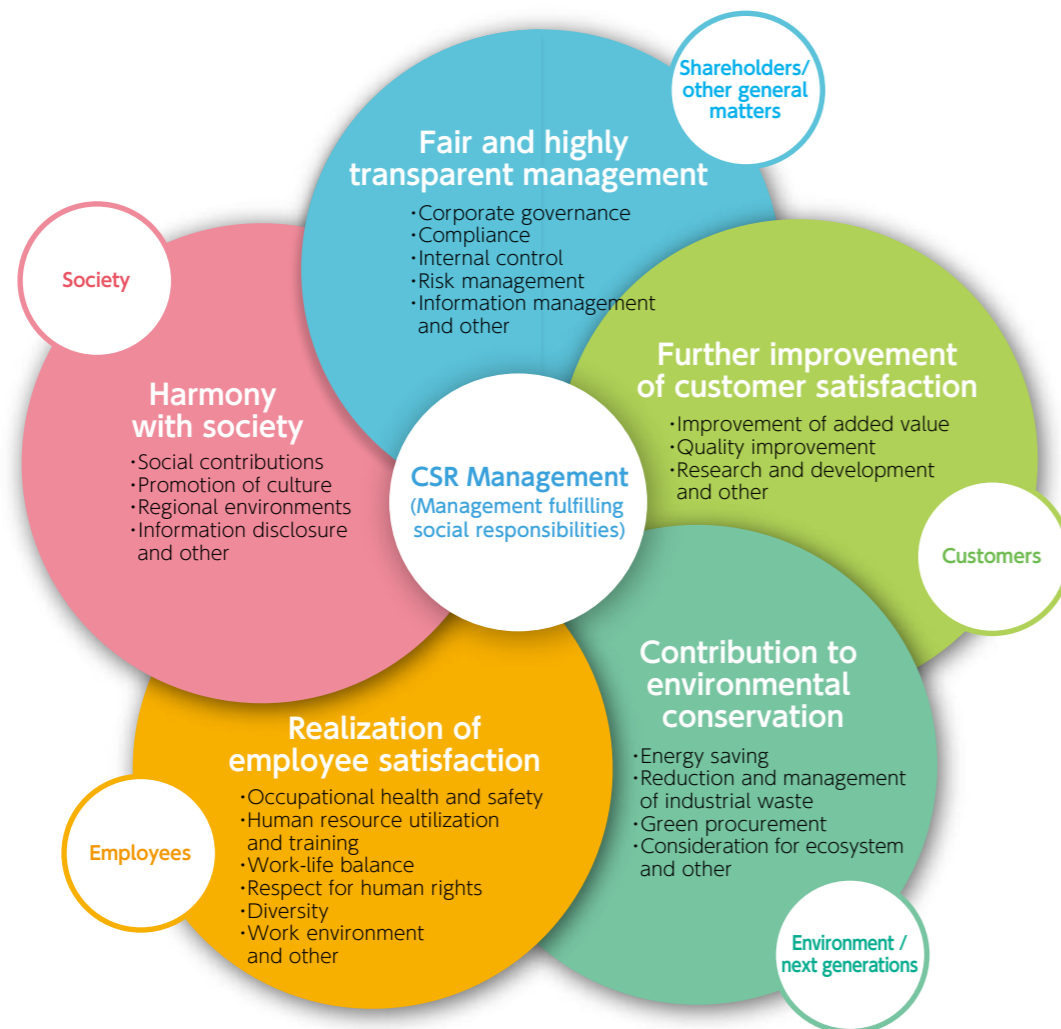 Shareholders/
other general
matters
Fair and highly
transparent management
·Corporate governance
·Compliance
·Internal control
·Risk management
·Information management
and other
Society
Harmony
with society
·Social contributions
·Promotion of culture
·Regional environments
·Information disclosure
and other
Further improvement
of customer satisfaction
·Improvement of added value
·Quality improvement
·Research and development
and other
Customers
CSR Management
(Management fulfilling
social responsibilities)
Contribution to
environmental
conservation
·Energy saving
·Reduction and management
of industrial waste
·Green procurement
·Consideration for ecosystem
and other
Environment /
next generations
Realization of
employee satisfaction
·Occupational health and safety
·Human resource utilization
and training
·Work-life balance
·Respect for human rights
·Diversity
·Work environment
and other
Employees